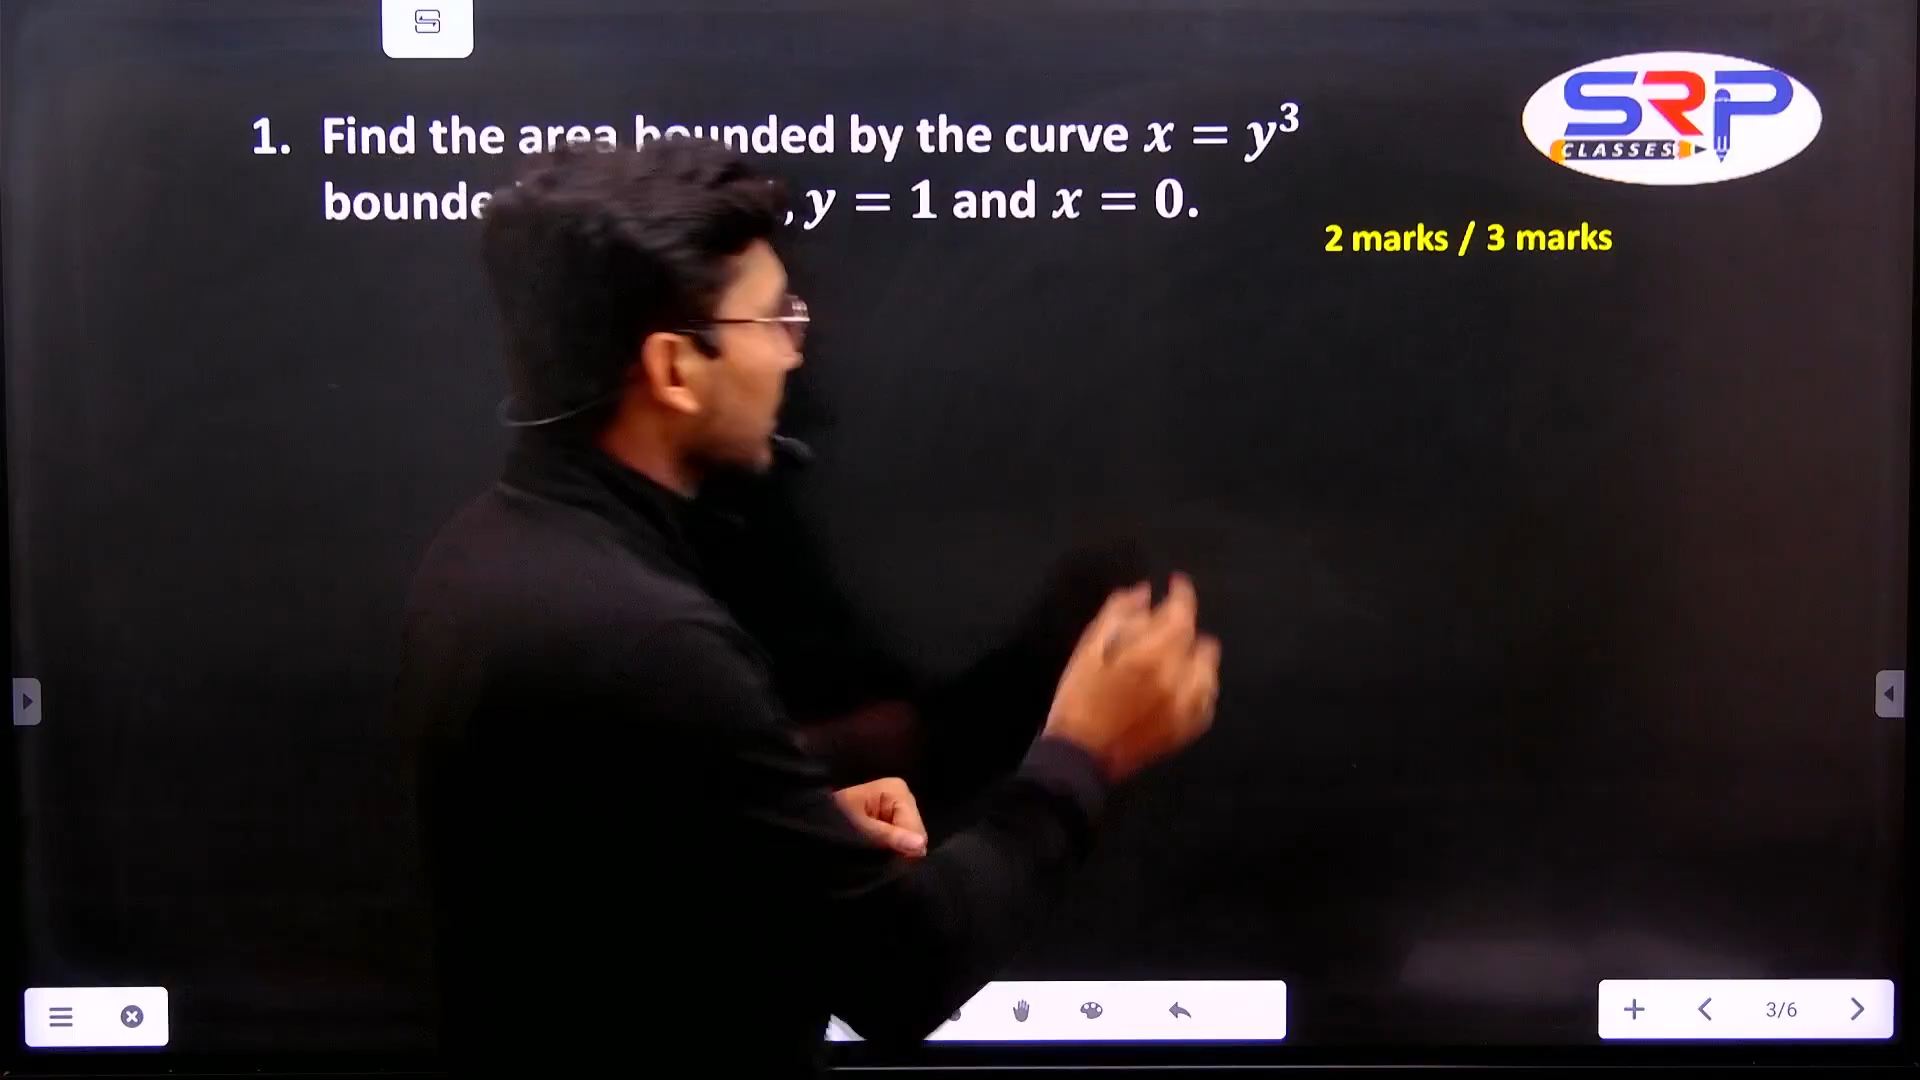 SRP
CLASSES
1. Find the area bounded by the curve x = y³
bounde , y = 1 and x = 0.
2 marks / 3 marks
3/6